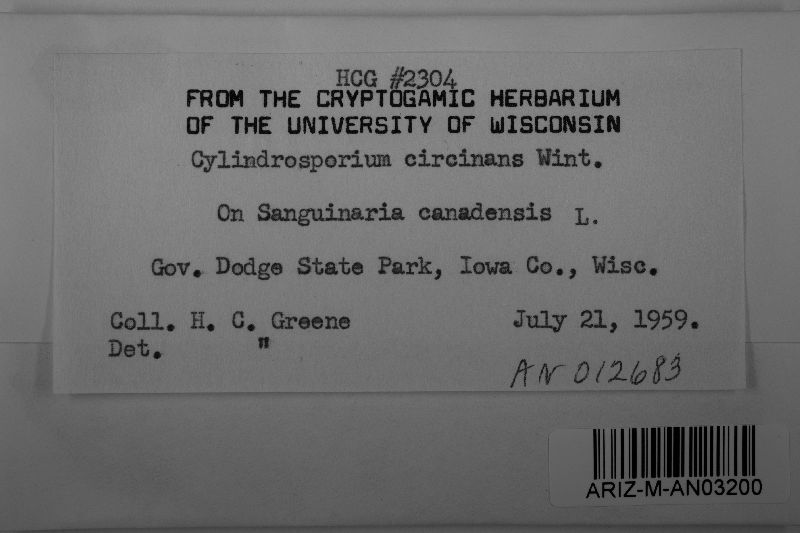 HCG #2304
FROM THE CRYPTOGAMIC HERBARIUM
OF THE UNIVERSITY OF WISCONSIN
Cylindrosporium circinans Wint.
On Sanguinaria canadensis L.
Gov. Dodge State Park, Iowa Co., Wisc.
Coll. H. C. Greene July 21, 1959.
Det. "
AN 012683
ARIZ-M-AN03200